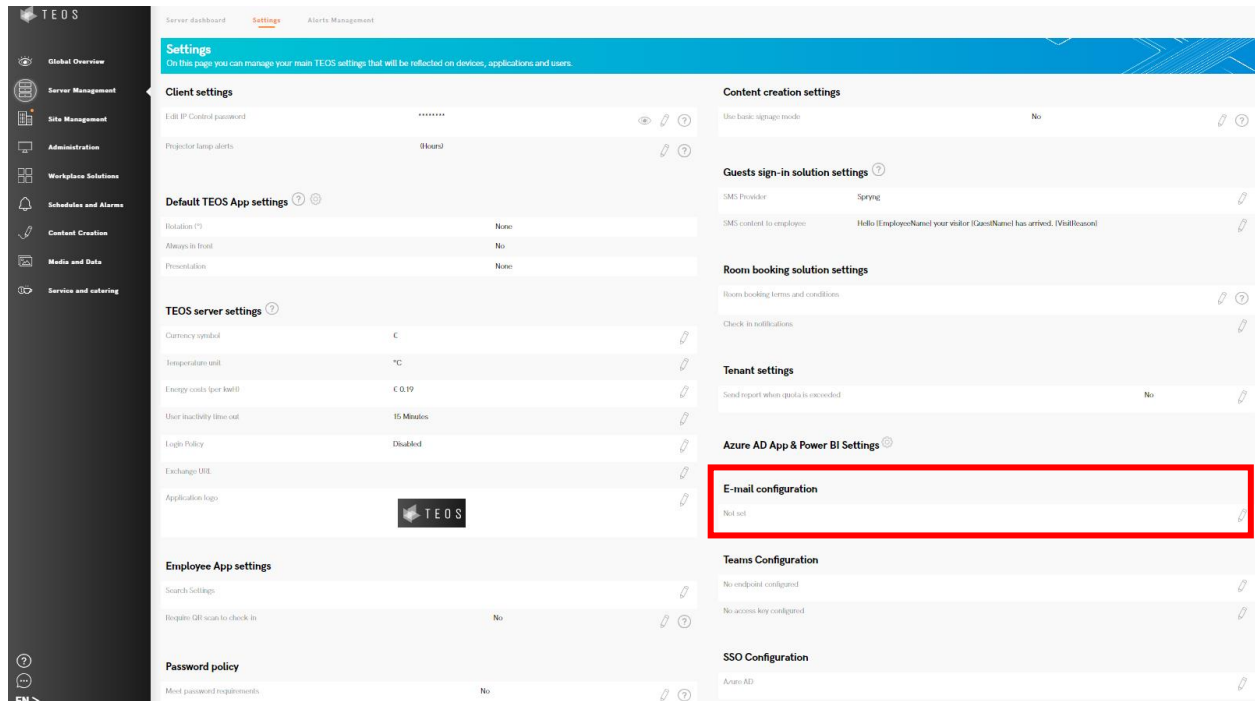 TEOS
Server dashboard
Settings
Alerts Management
Global Overview
Server Management
Site Management
Administration
Workplace Solutions
Schedules and Alarms
Content Creation
Media and Data
Service and catering
EN >
Settings
On this page you can manage your main TEOS settings that will be reflected on devices, applications and users.
Client settings
Edit IP Control password ********
Projector lamp alerts (Hours)
Default TEOS App settings
Rotation (°) None
Always in front No
Presentation None
TEOS server settings
Currency symbol €
Temperature unit °C
Energy costs (per kwH) € 0.19
User inactivity time out 15 Minutes
Login Policy Disabled
Exchange URL
Application logo TEOS
Employee App settings
Search Settings
Require QR scan to check in No
Password policy
Meet password requirements No
Content creation settings
Use basic signage mode No
Guests sign-in solution settings
SMS Provider Spryng
SMS content to employee Hello {EmployeeName} your visitor {GuestName} has arrived. {VisitReason}
Room booking solution settings
Room booking terms and conditions
Check in notifications
Tenant settings
Send report when quota is exceeded No
Azure AD App & Power BI Settings
E-mail configuration
Not set
Teams Configuration
No endpoint configured
No access key configured
SSO Configuration
Azure AD